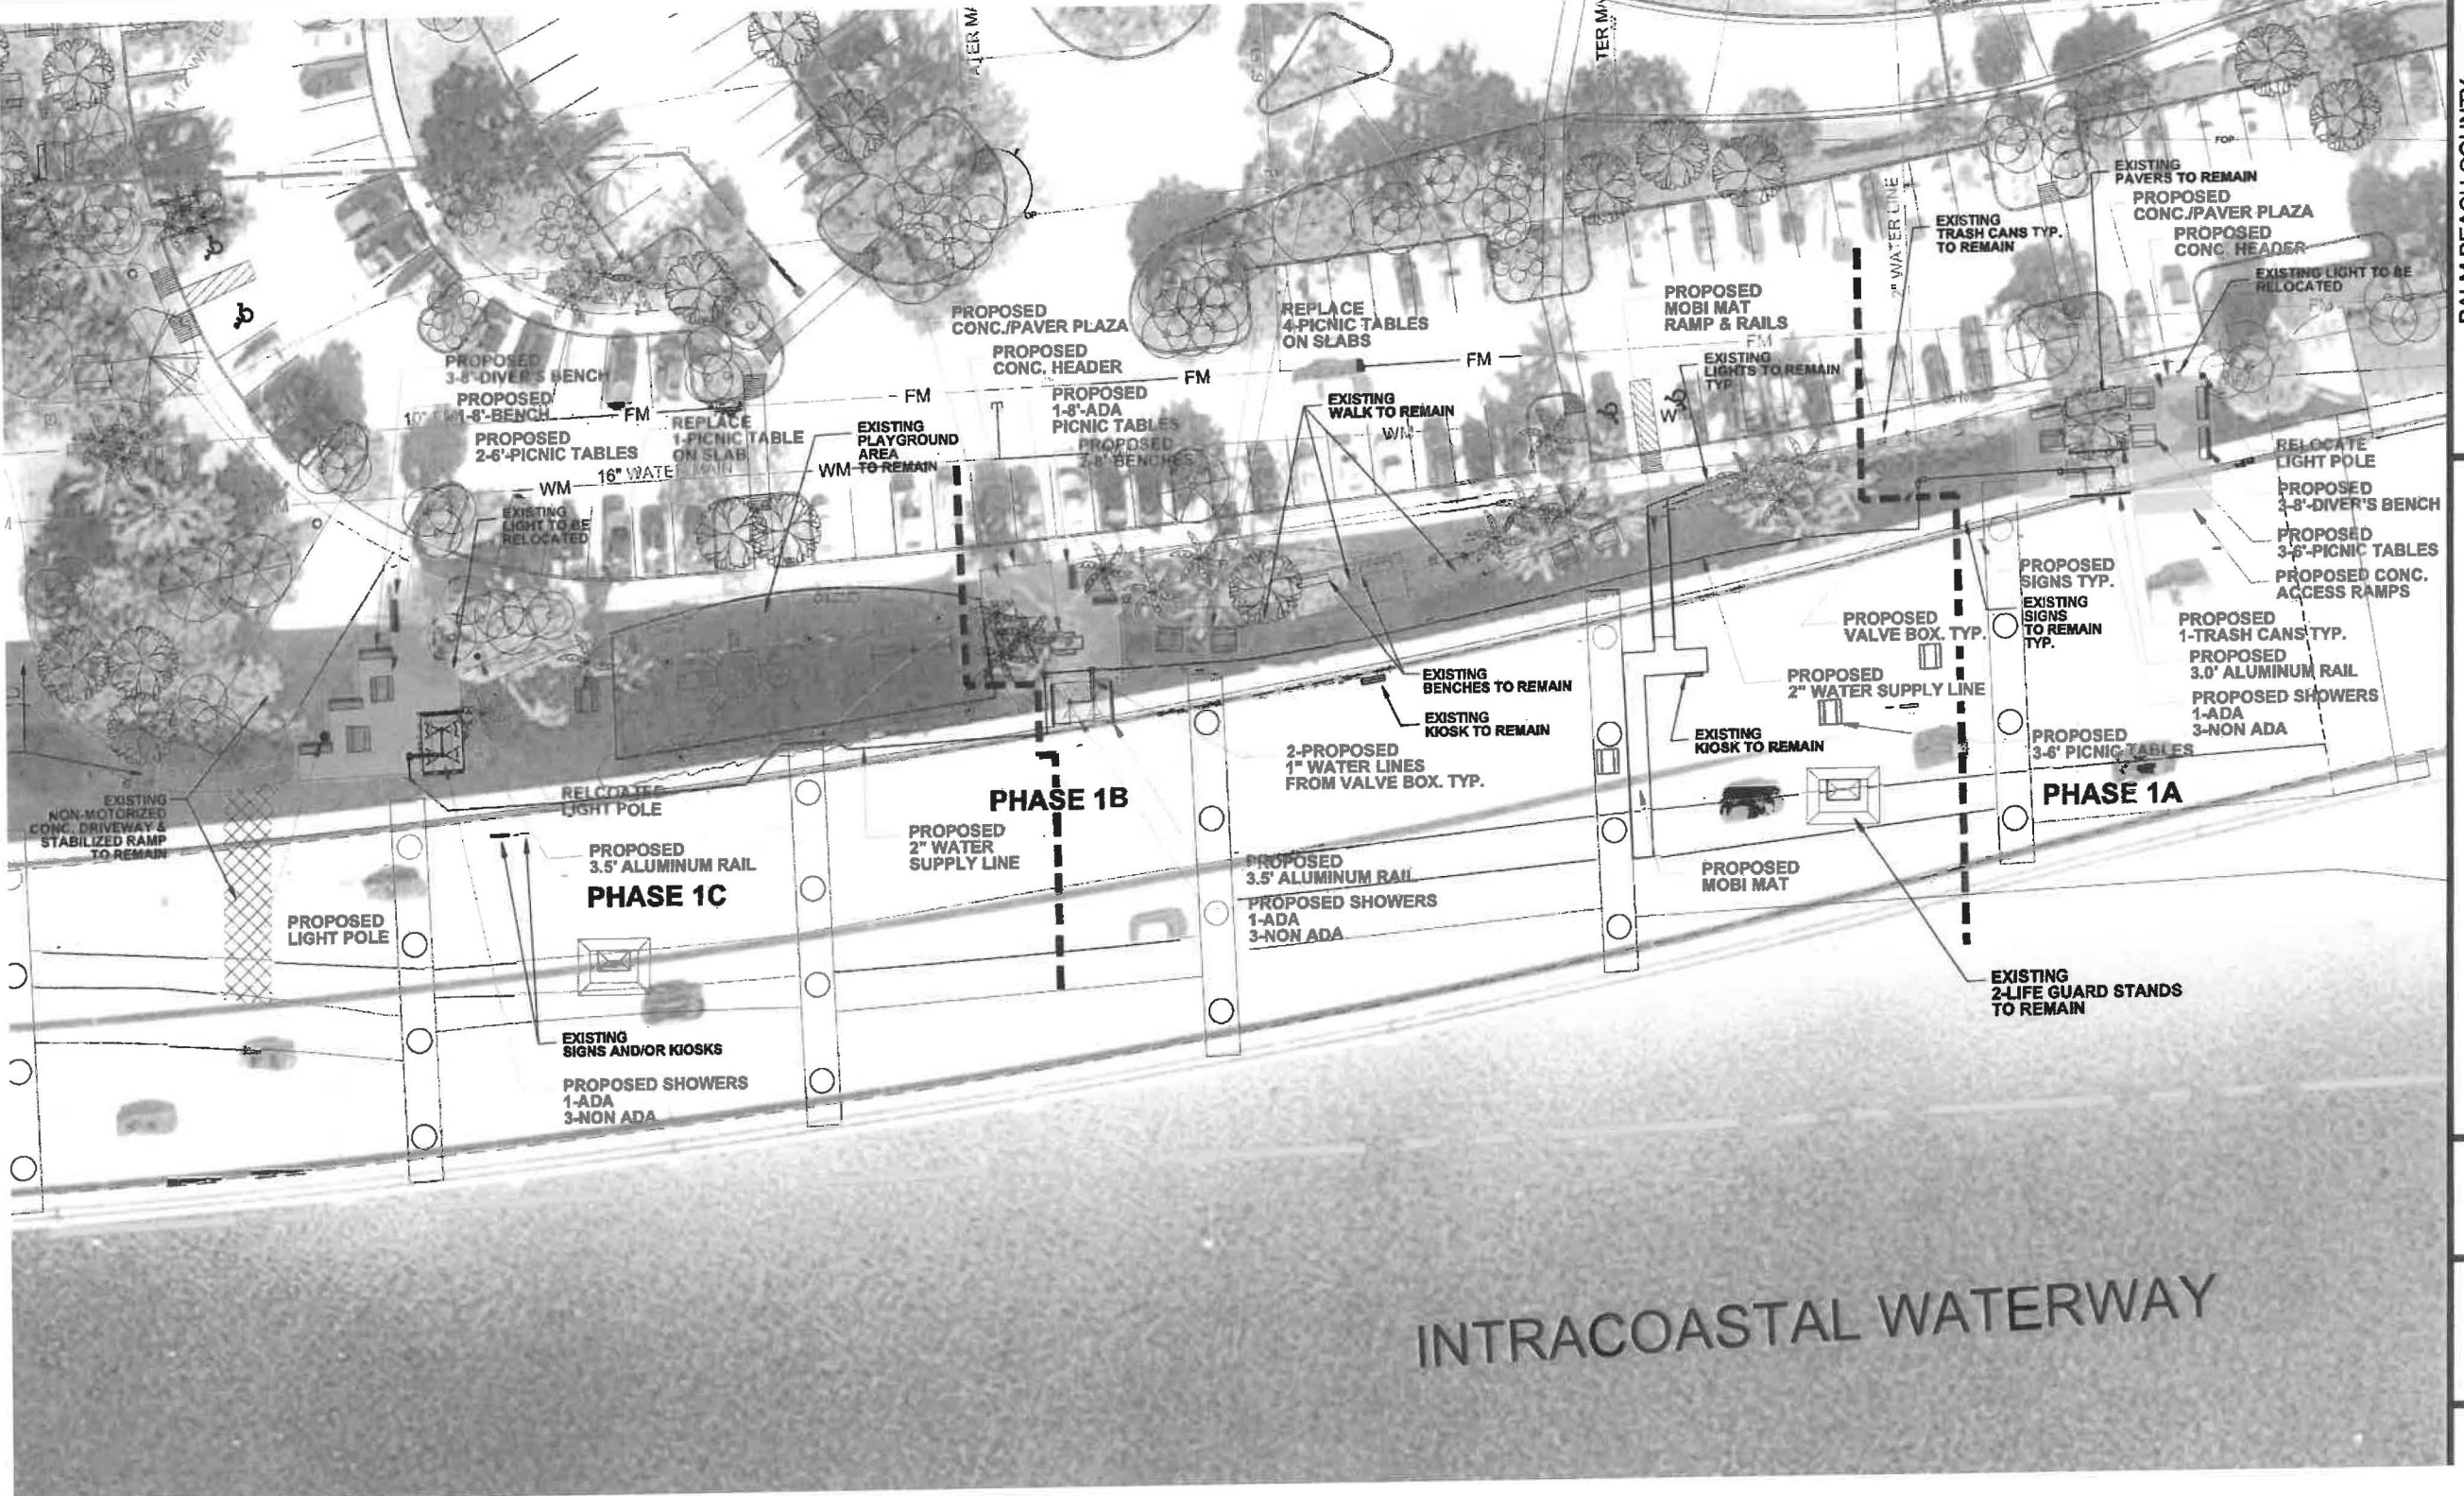 EXISTING
PAVERS TO REMAIN
PROPOSED
CONC./PAVER PLAZA
PROPOSED
CONC. HEADER
EXISTING LIGHT TO BE
RELOCATED
FOP
EXISTING
TRASH CANS TYP.
TO REMAIN
2" WATER LINE
PROPOSED
MOBI MAT
RAMP & RAILS
FM
EXISTING
LIGHTS TO REMAIN
TYP.
REPLACE
4-PICNIC TABLES
ON SLABS
FM
PROPOSED
CONC./PAVER PLAZA
PROPOSED
CONC. HEADER
FM
FM
PROPOSED
1-8'-ADA
PICNIC TABLES
PROPOSED
EXISTING
WALK TO REMAIN
WM
PROPOSED
3-8'-DIVER'S BENCH
PROPOSED
1-8'-BENCH
FM
PROPOSED
2-6'-PICNIC TABLES
REPLACE
1-PICNIC TABLE
ON SLAB
EXISTING
PLAYGROUND
AREA
TO REMAIN
WM
16" WATER MAIN
WM
EXISTING
LIGHT TO BE
RELOCATED
RELOCATE
LIGHT POLE
PROPOSED
3-8'-DIVER'S BENCH
PROPOSED
3-6'-PICNIC TABLES
PROPOSED CONC.
ACCESS RAMPS
PROPOSED
SIGNS TYP.
EXISTING
SIGNS
TO REMAIN
TYP.
PROPOSED
VALVE BOX. TYP.
PROPOSED
1-TRASH CANS TYP.
PROPOSED
3.0' ALUMINUM RAIL
PROPOSED SHOWERS
1-ADA
3-NON ADA
PROPOSED
2" WATER SUPPLY LINE
PROPOSED
3-6' PICNIC TABLES
PHASE 1A
EXISTING
BENCHES TO REMAIN
EXISTING
KIOSK TO REMAIN
EXISTING
KIOSK TO REMAIN
2-PROPOSED
1" WATER LINES
FROM VALVE BOX. TYP.
PHASE 1B
EXISTING
NON-MOTORIZED
CONC. DRIVEWAY &
STABILIZED RAMP
TO REMAIN
RELCOATED
LIGHT POLE
PROPOSED
3.5' ALUMINUM RAIL
PHASE 1C
PROPOSED
2" WATER
SUPPLY LINE
PROPOSED
3.5' ALUMINUM RAIL
PROPOSED SHOWERS
1-ADA
3-NON ADA
PROPOSED
MOBI MAT
PROPOSED
LIGHT POLE
EXISTING
2-LIFE GUARD STANDS
TO REMAIN
EXISTING
SIGNS AND/OR KIOSKS
PROPOSED SHOWERS
1-ADA
3-NON ADA
INTRACOASTAL WATERWAY